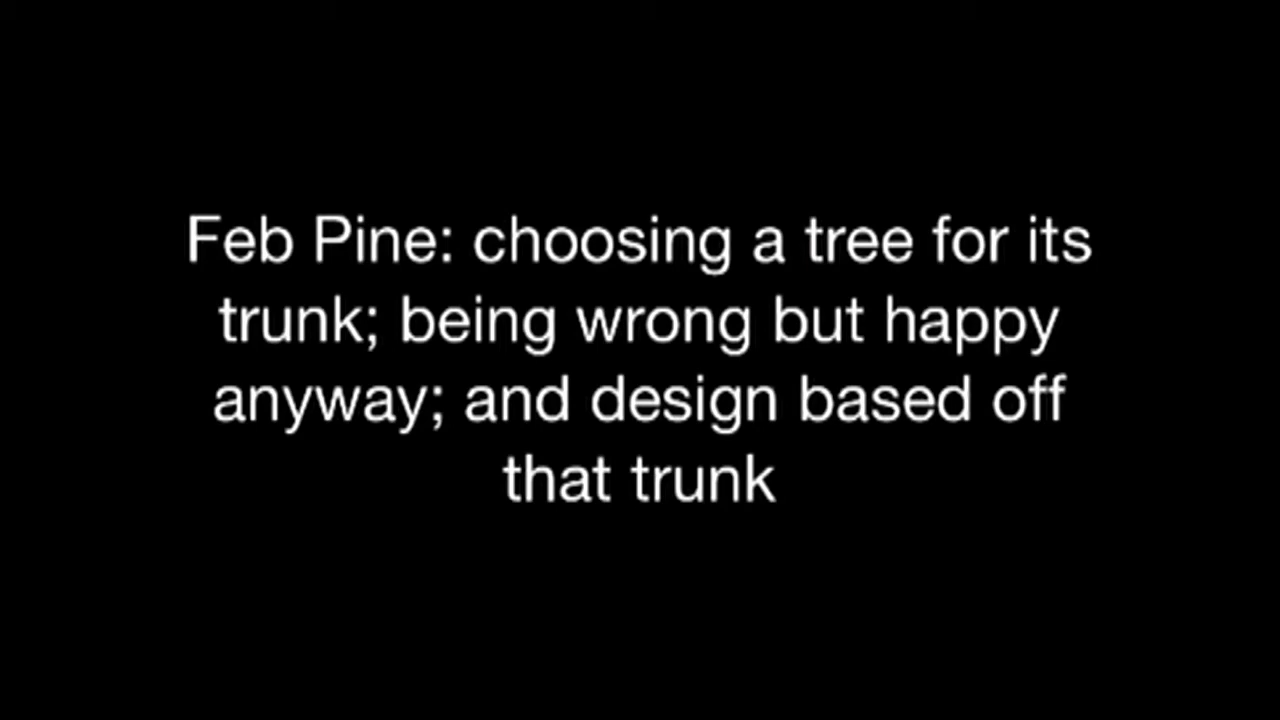 Feb Pine: choosing a tree for its
trunk; being wrong but happy
anyway; and design based off
that trunk